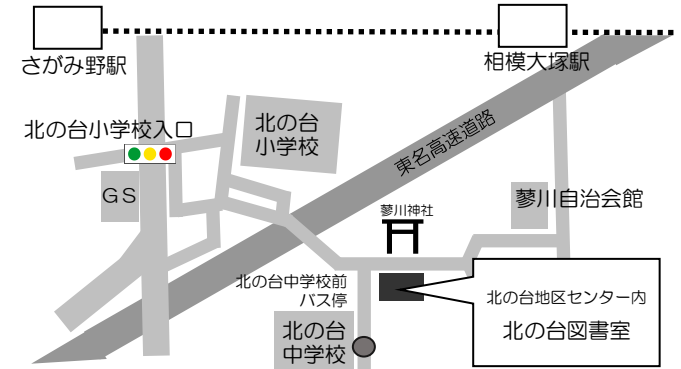 さがみ野駅
相模大塚駅
北の台小学校入口
北の台
小学校
東名高速道路
GS
蓼川神社
蓼川自治会館
北の台中学校前
バス停
北の台地区センター内
北の台図書室
北の台
中学校